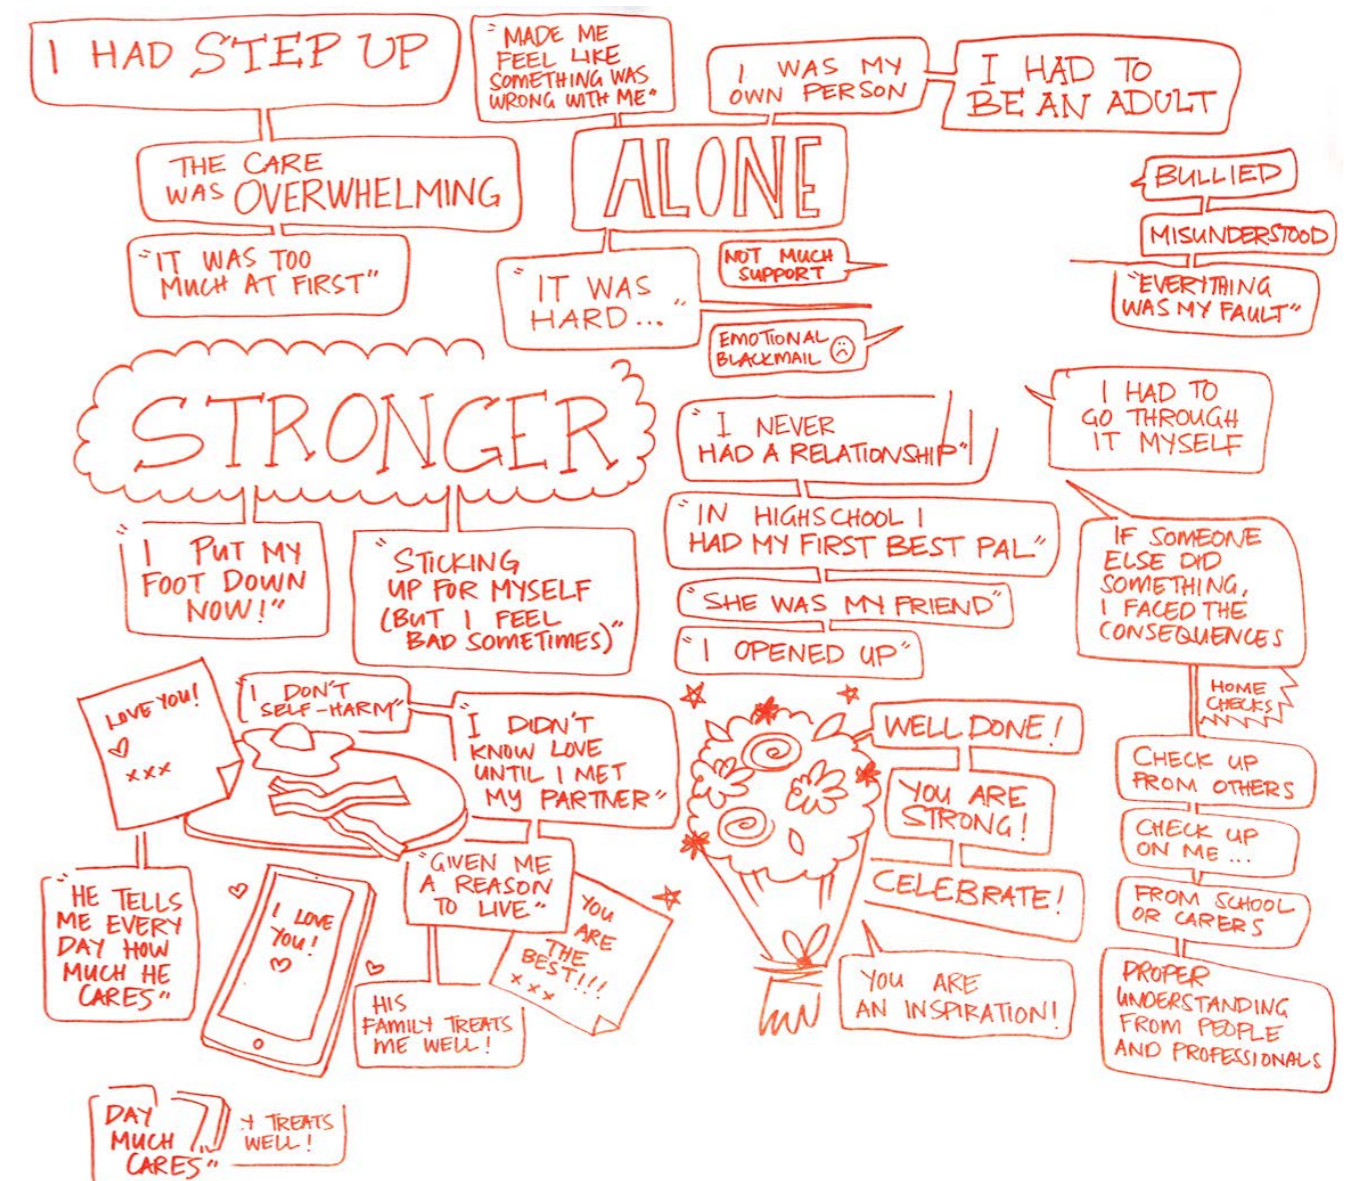 I HAD STEP UP
THE CARE
WAS OVERWHELMING
"IT WAS TOO
MUCH AT FIRST"
"MADE ME
FEEL LIKE
SOMETHING WAS
WRONG WITH ME"
I WAS MY
OWN PERSON
I HAD TO
BE AN ADULT
ALONE
"IT WAS
HARD..."
NOT MUCH
SUPPORT
EMOTIONAL
BLACKMAIL
BULLIED
MISUNDERSTOOD
"EVERYTHING
WAS MY FAULT"
STRONGER
"I PUT MY
FOOT DOWN
NOW!"
"STICKING
UP FOR MYSELF
(BUT I FEEL
BAD SOMETIMES)"
"I NEVER
HAD A RELATIONSHIP"
"IN HIGHSCHOOL I
HAD MY FIRST BEST PAL"
"SHE WAS MY FRIEND"
"I OPENED UP"
I HAD TO
GO THROUGH
IT MYSELF
IF SOMEONE
ELSE DID
SOMETHING,
I FACED THE
CONSEQUENCES
HOME
CHECKS
CHECK UP
FROM OTHERS
CHECK UP
ON ME...
FROM SCHOOL
OR CARERS
PROPER
UNDERSTANDING
FROM PEOPLE
AND PROFESSIONALS
LOVE YOU!
xxx
"I DON'T
SELF-HARM"
"I DIDN'T
KNOW LOVE
UNTIL I MET
MY PARTNER"
"GIVEN ME
A REASON
TO LIVE"
"HE TELLS
ME EVERY
DAY HOW
MUCH HE
CARES"
I LOVE
YOU!
HIS
FAMILY TREATS
ME WELL!
YOU
ARE
THE
BEST!!!
xxx
WELL DONE!
YOU ARE
STRONG!
CELEBRATE!
YOU ARE
AN INSPIRATION!
DAY
MUCH
CARES"
Y TREATS
WELL!